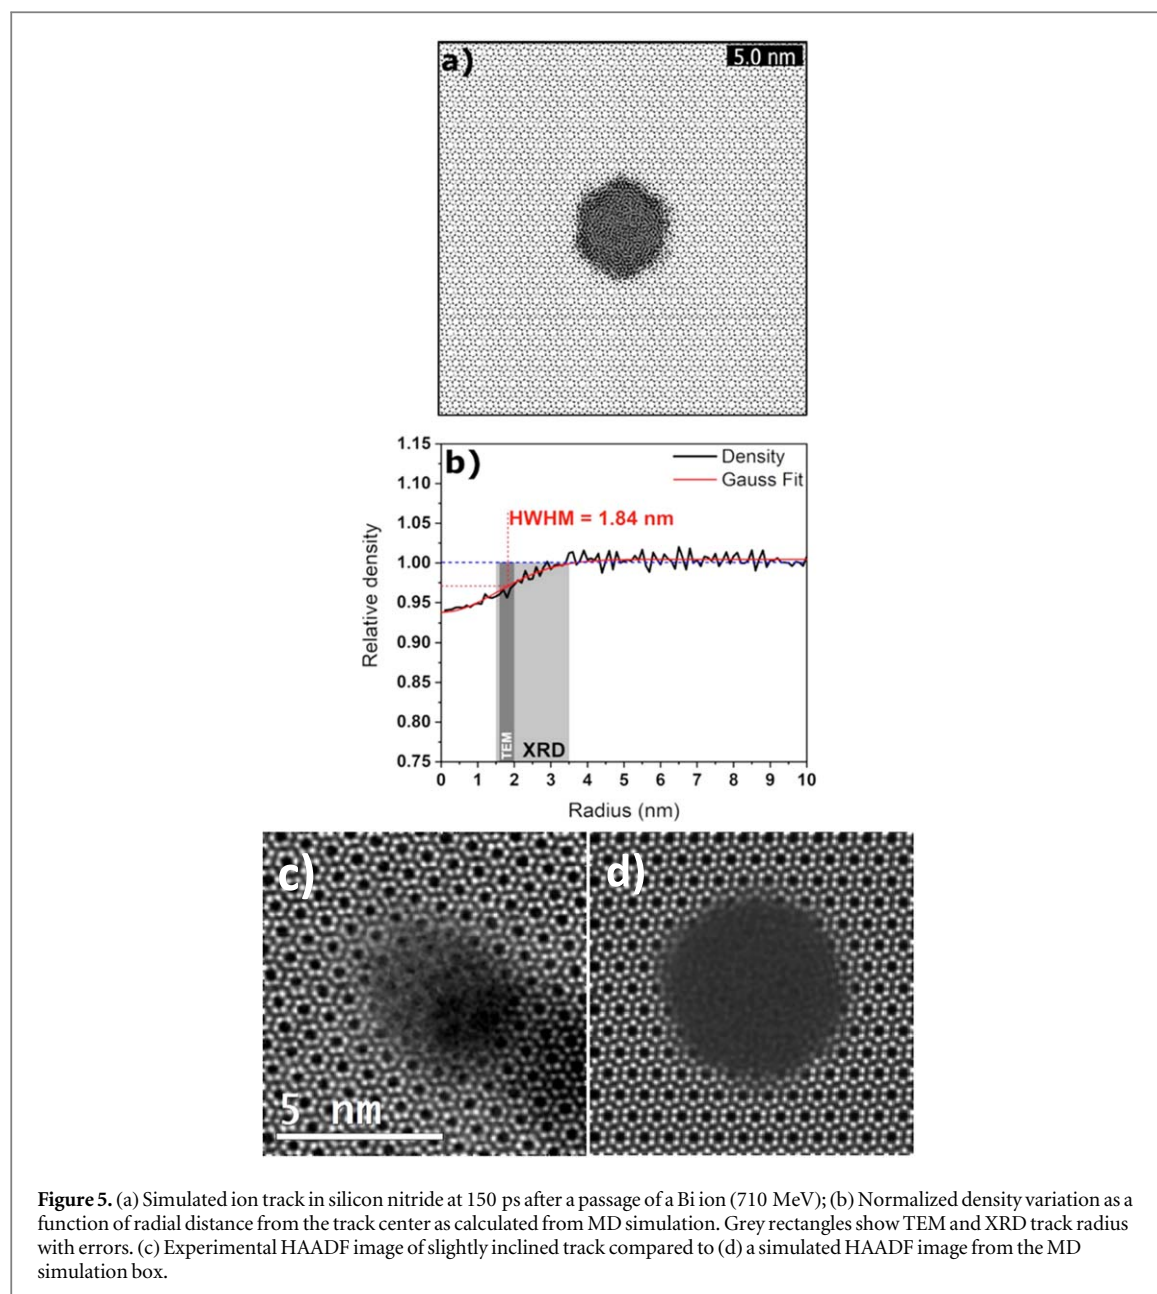 a)
5.0 nm
b)
Density
Gauss Fit
HWHM = 1.84 nm
1.15
1.10
1.05
1.00
0.95
0.90
0.85
0.80
0.75
Relative density
TEM
XRD
0 1 2 3 4 5 6 7 8 9 10
Radius (nm)
c)
5 nm
d)
Figure 5. (a) Simulated ion track in silicon nitride at 150 ps after a passage of a Bi ion (710 MeV); (b) Normalized density variation as a
function of radial distance from the track center as calculated from MD simulation. Grey rectangles show TEM and XRD track radius
with errors. (c) Experimental HAADF image of slightly inclined track compared to (d) a simulated HAADF image from the MD
simulation box.